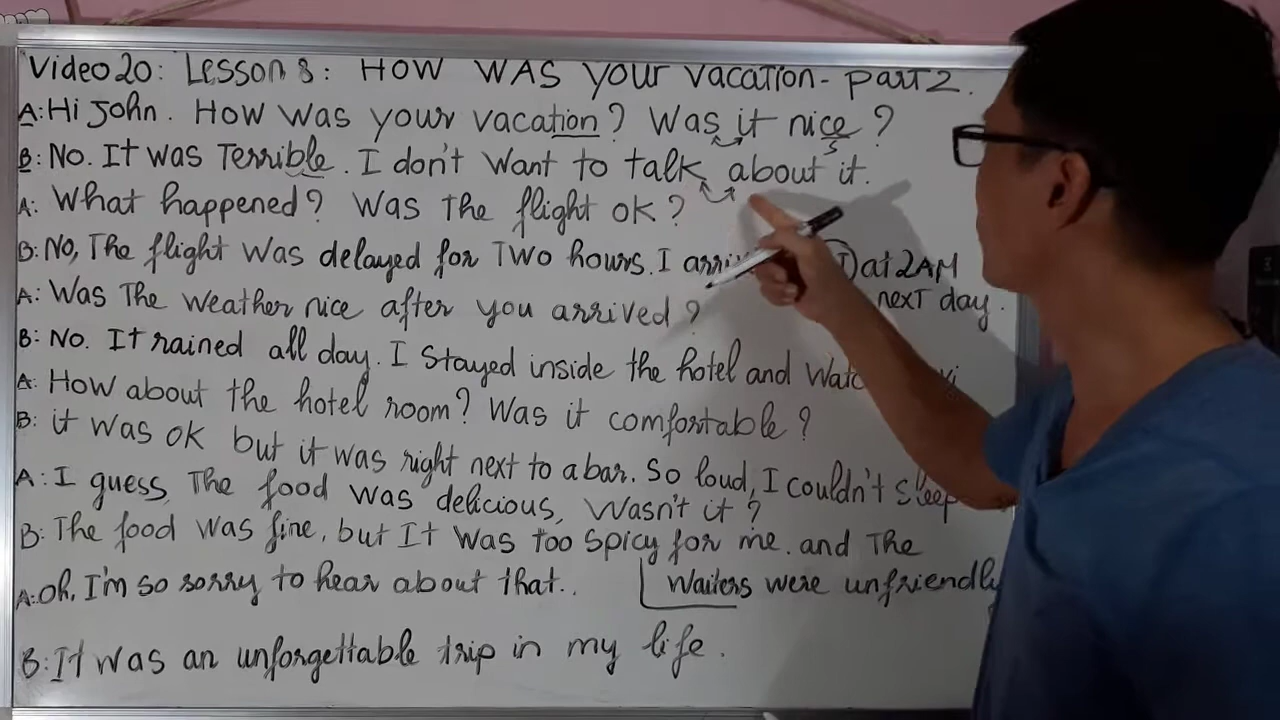 Video 20: Lesson 8: HOW WAS your vacation - part 2.
A: Hi John. How was your vacation? Was it nice?
s
B: No. It was Terrible. I don't want to talk about it.
A: What happened? Was the flight ok?
B: No, The flight was delayed for Two hours. I at 2AM
next day.
A: Was The weather nice after you arrived?
B: No. It rained all day. I stayed inside the hotel and
A: How about the hotel room? Was it comfortable?
B: it was ok but it was right next to a bar. So loud, I couldn't sleep
A: I guess, The food was delicious, Wasn't it?
B: The food was fine, but It was too spicy for me. and The
waiters were unfriendly
A: oh, I'm so sorry to hear about that..
B: It was an unforgettable trip in my life.